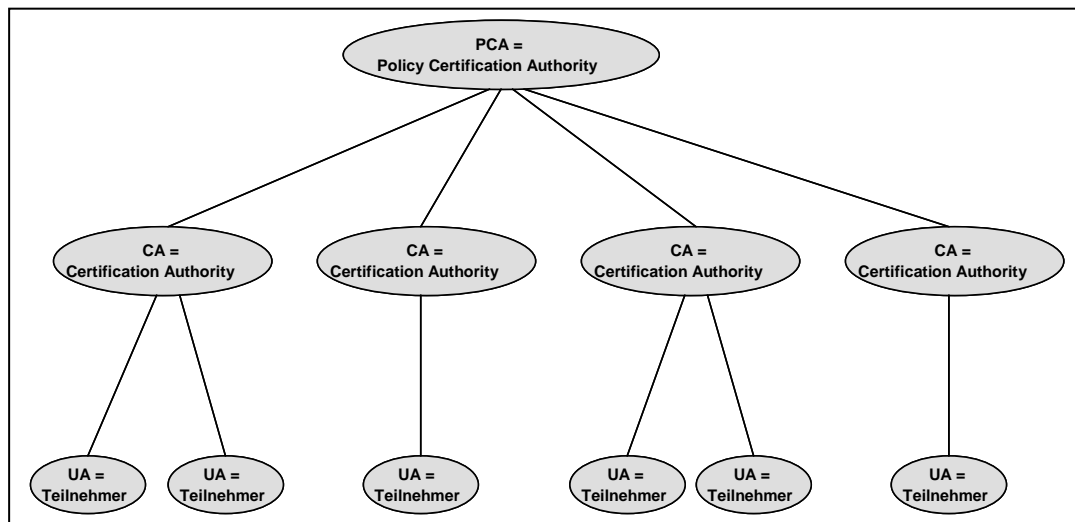 PCA =
Policy Certification Authority
CA =
Certification Authority
CA =
Certification Authority
CA =
Certification Authority
CA =
Certification Authority
UA =
Teilnehmer
UA =
Teilnehmer
UA =
Teilnehmer
UA =
Teilnehmer
UA =
Teilnehmer
UA =
Teilnehmer